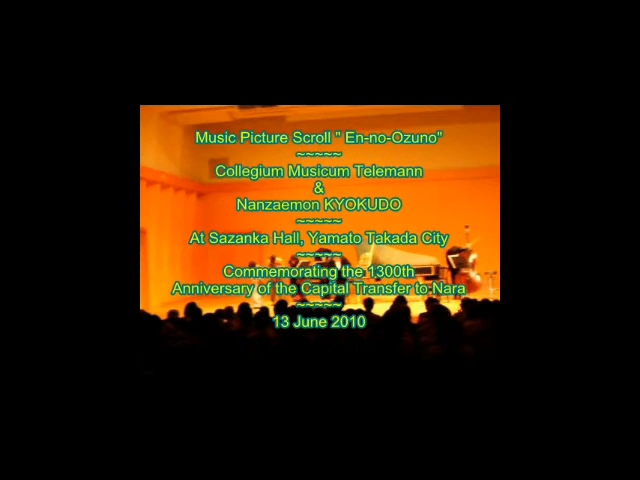 Music Picture Scroll " En-no-Ozuno"
~~~~~
Collegium Musicum Telemann
&
Nanzaemon KYOKUDO
~~~~~
At Sazanka Hall, Yamato Takada City
~~~~~
Commemorating the 1300th
Anniversary of the Capital Transfer to Nara
~~~~~
13 June 2010